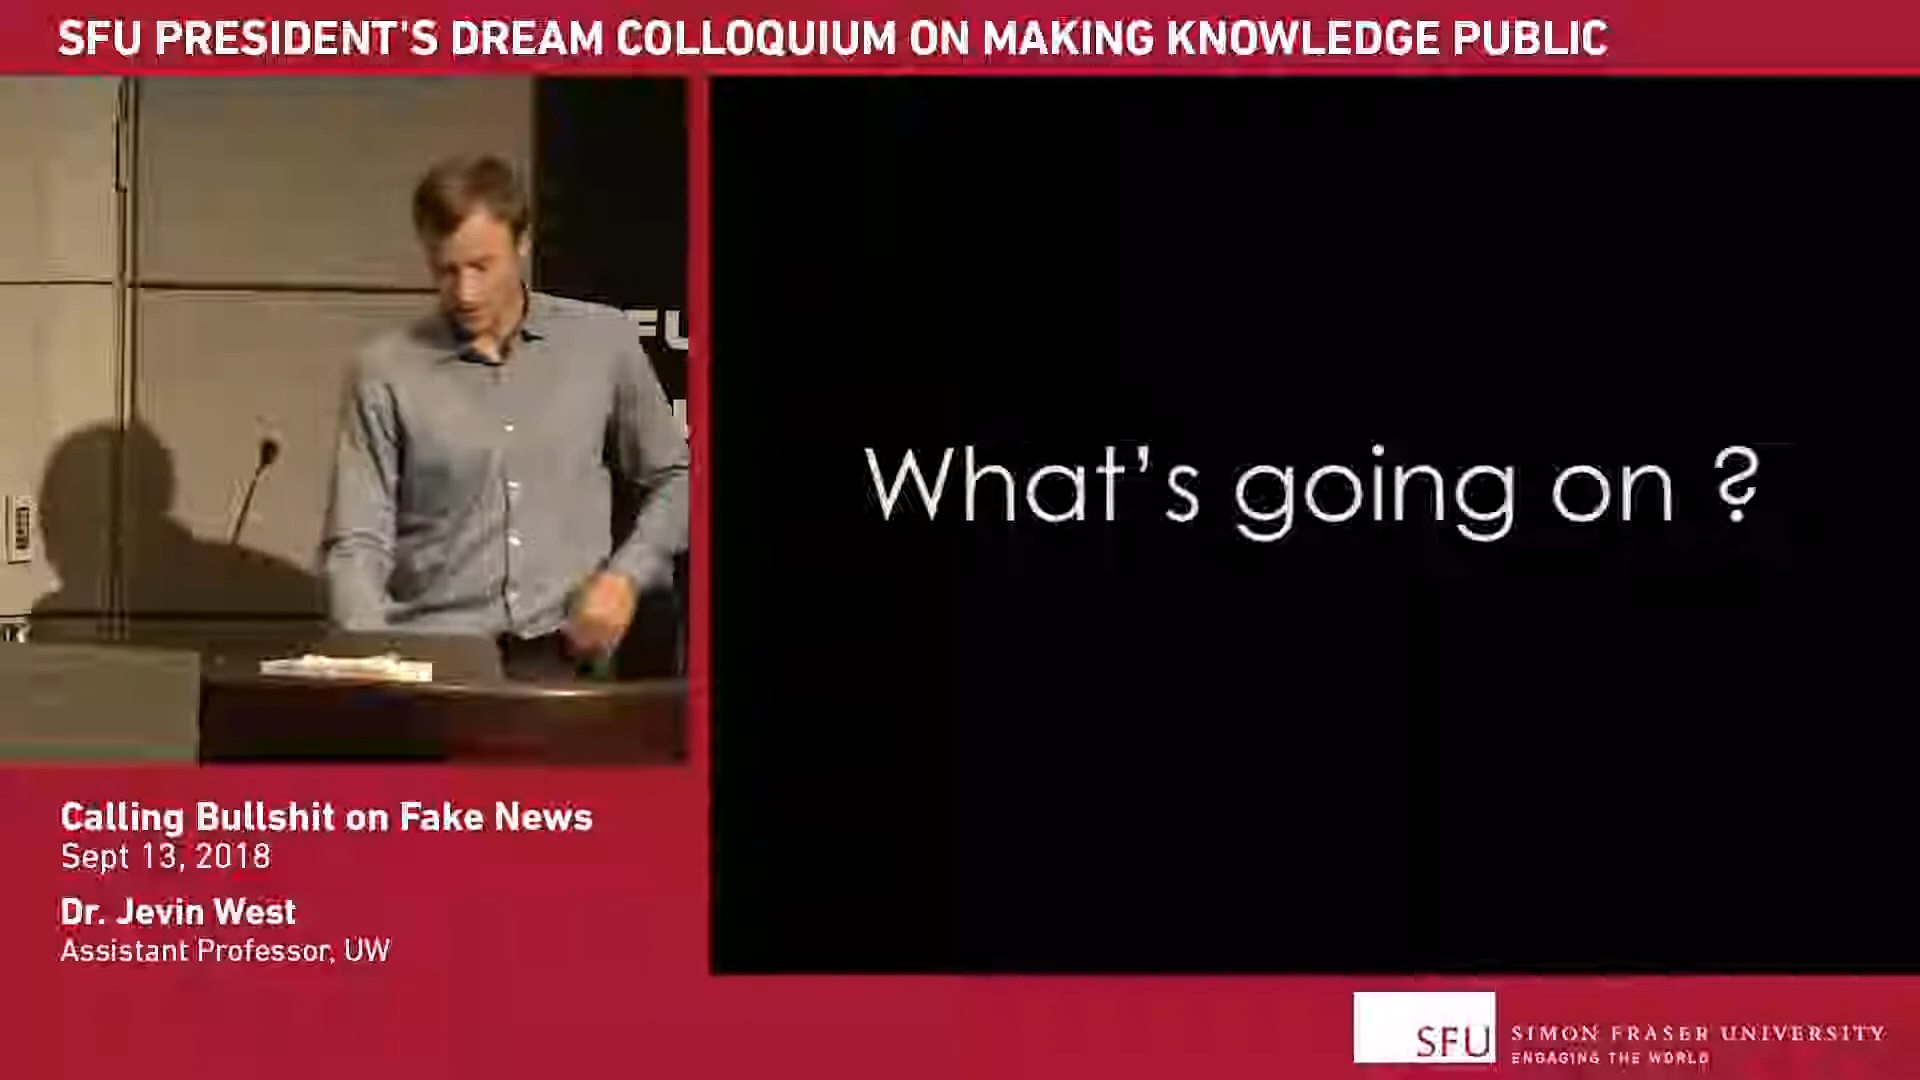 SFU PRESIDENT'S DREAM COLLOQUIUM ON MAKING KNOWLEDGE PUBLIC
FU
What's going on ?
Calling Bullshit on Fake News
Sept 13, 2018
Dr. Jevin West
Assistant Professor, UW
SFU SIMON FRASER UNIVERSITY
ENGAGING THE WORLD